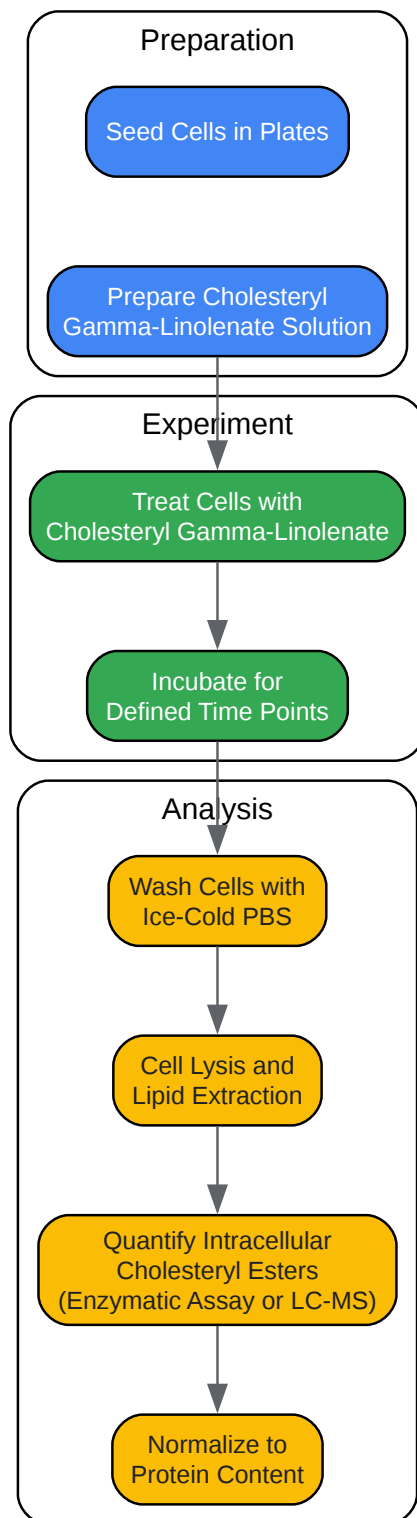 Preparation
Seed Cells in Plates
Prepare Cholesteryl
Gamma-Linolenate Solution
Experiment
Treat Cells with
Cholesteryl Gamma-Linolenate
Incubate for
Defined Time Points
Analysis
Wash Cells with
Ice-Cold PBS
Cell Lysis and
Lipid Extraction
Quantify Intracellular
Cholesteryl Esters
(Enzymatic Assay or LC-MS)
Normalize to
Protein Content